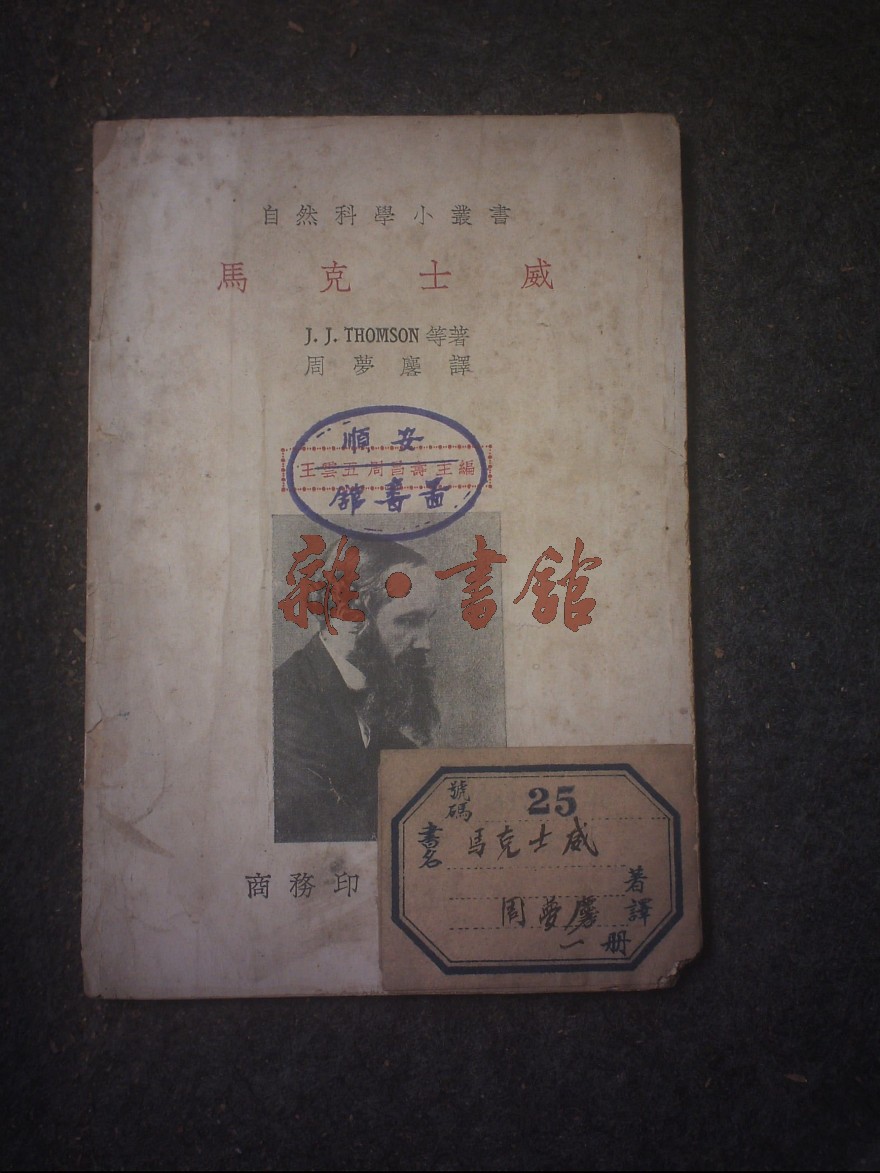 自然科學小叢書
馬克士威
J. J. THOMSON 等著
周夢麐譯
安順
王雲五 周昌壽 主編
圖書館
雜·書館
商務印
號碼 25
書名 馬克士威
著
周夢麐 譯
一册